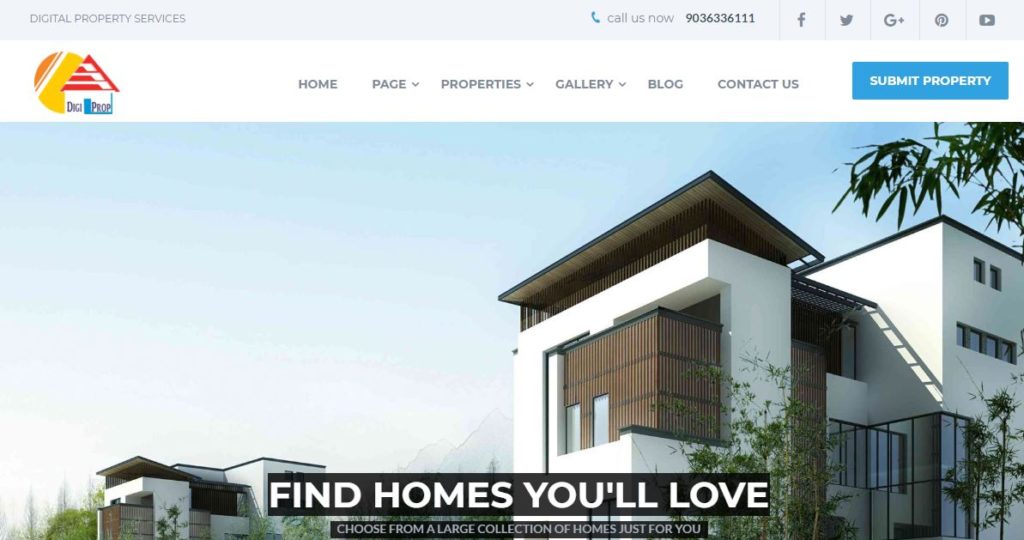 DIGITAL PROPERTY SERVICES
call us now 9036336111
DIGI PROP
HOME PAGE PROPERTIES GALLERY BLOG CONTACT US
SUBMIT PROPERTY
FIND HOMES YOU'LL LOVE
CHOOSE FROM A LARGE COLLECTION OF HOMES JUST FOR YOU